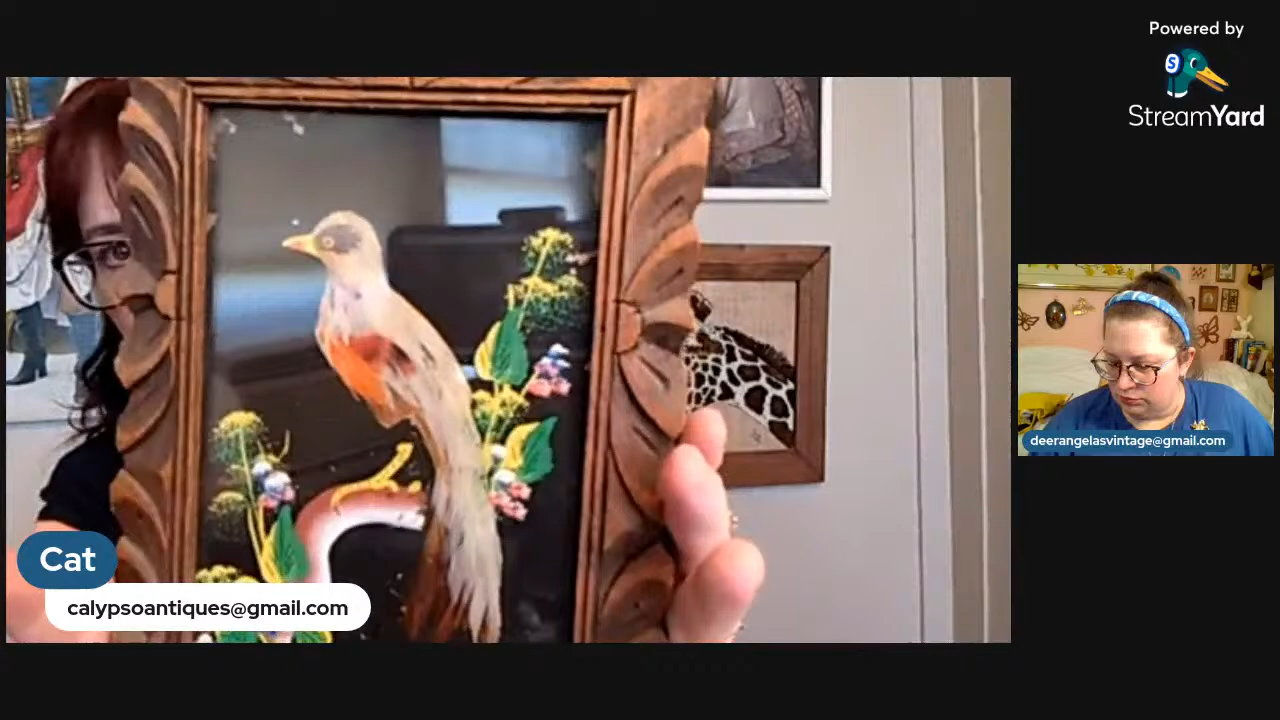 Powered by
S
StreamYard
deerangelasvintage@gmail.com
Cat
calypsoantiques@gmail.com